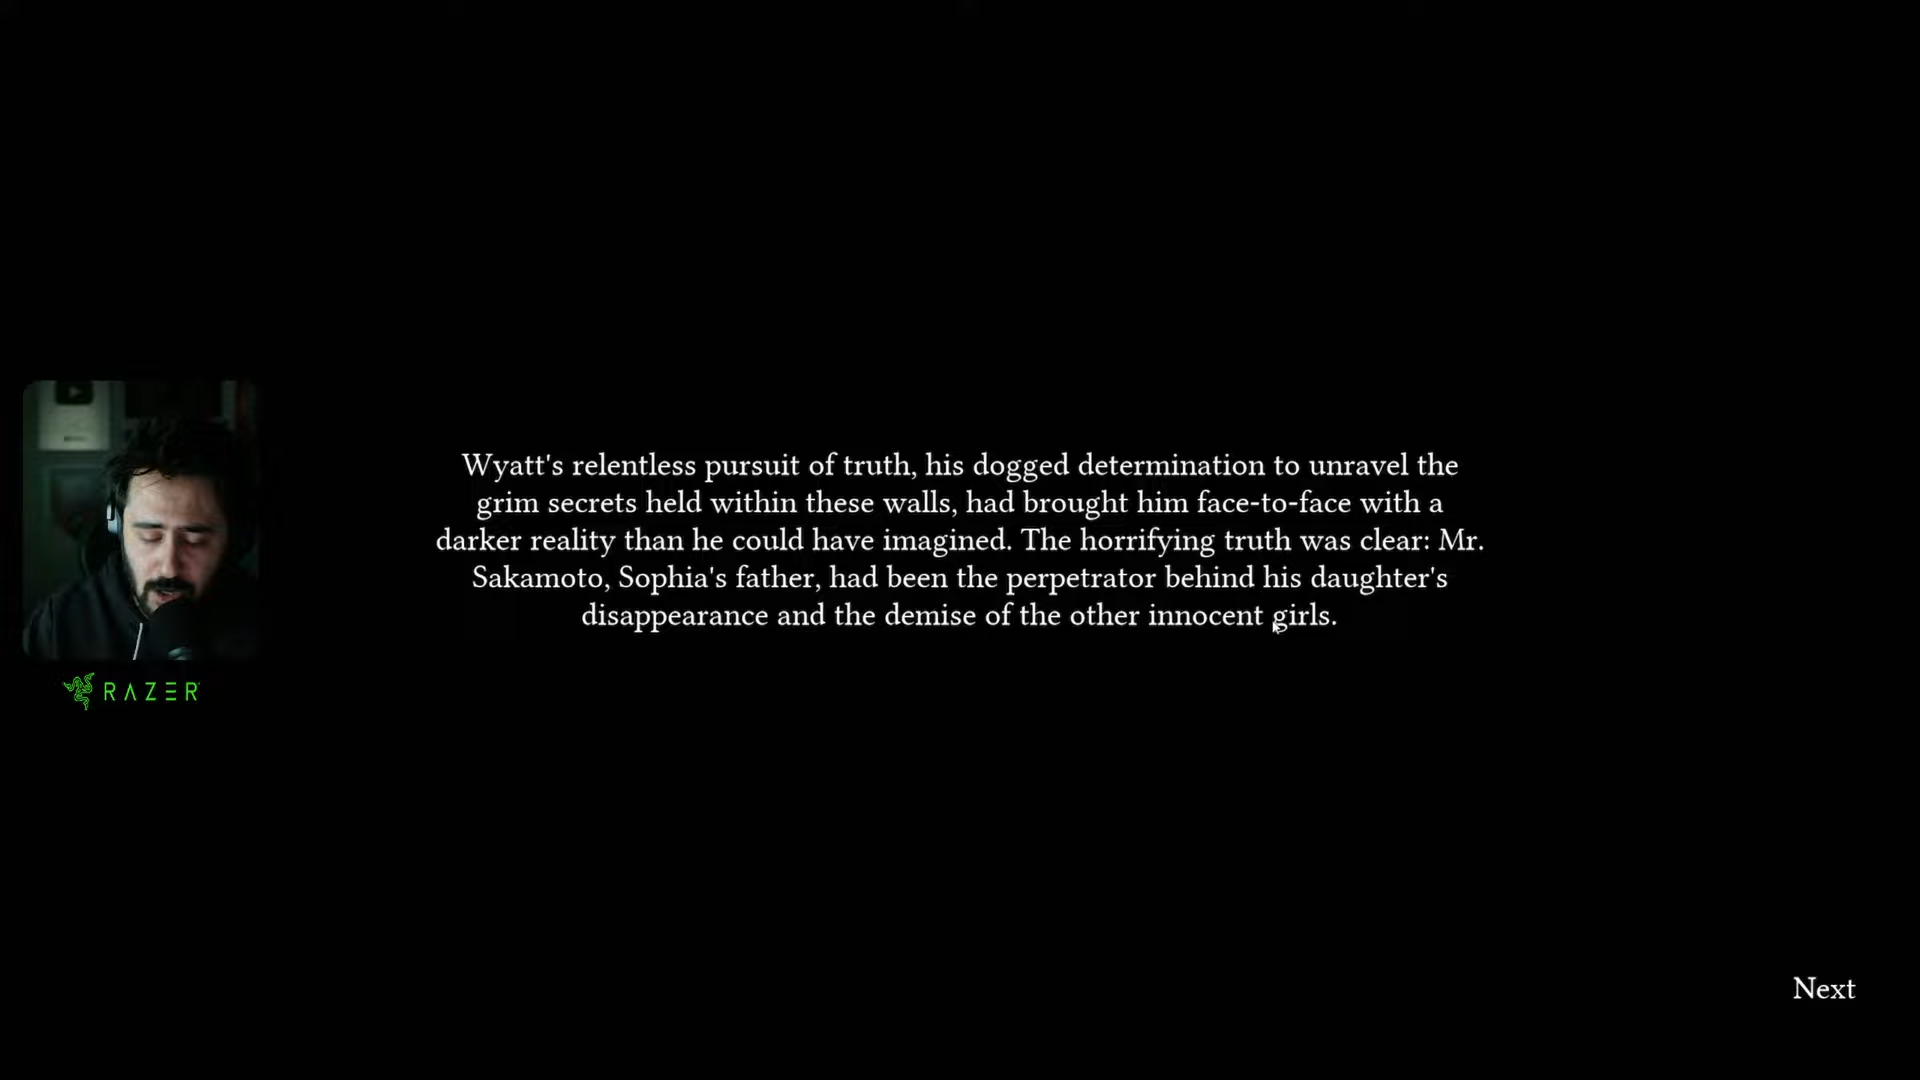 Wyatt's relentless pursuit of truth, his dogged determination to unravel the
grim secrets held within these walls, had brought him face-to-face with a
darker reality than he could have imagined. The horrifying truth was clear: Mr.
Sakamoto, Sophia's father, had been the perpetrator behind his daughter's
disappearance and the demise of the other innocent girls.
RAZER
Next